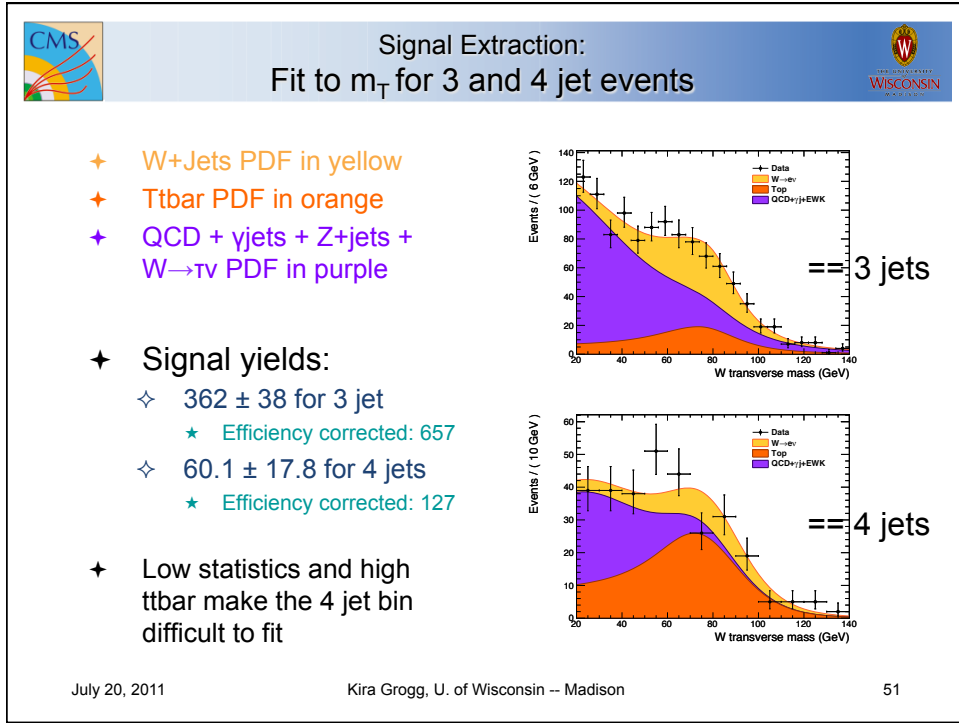 CMS
Signal Extraction:
Fit to mT for 3 and 4 jet events
THE UNIVERSITY
WISCONSIN
MADISON
✦ W+Jets PDF in yellow
✦ Ttbar PDF in orange
✦ QCD + γjets + Z+jets +
W→τν PDF in purple
✦ Signal yields:
✧ 362 ± 38 for 3 jet
★ Efficiency corrected: 657
✧ 60.1 ± 17.8 for 4 jets
★ Efficiency corrected: 127
✦ Low statistics and high
ttbar make the 4 jet bin
difficult to fit
Events / ( 6 GeV )
140
120
100
80
60
40
20
0
Data
W→eν
Top
QCD+γj+EWK
20 40 60 80 100 120 140
W transverse mass (GeV)
== 3 jets
Events / ( 10 GeV )
60
50
40
30
20
10
0
Data
W→eν
Top
QCD+γj+EWK
20 40 60 80 100 120 140
W transverse mass (GeV)
== 4 jets
July 20, 2011
Kira Grogg, U. of Wisconsin -- Madison
51